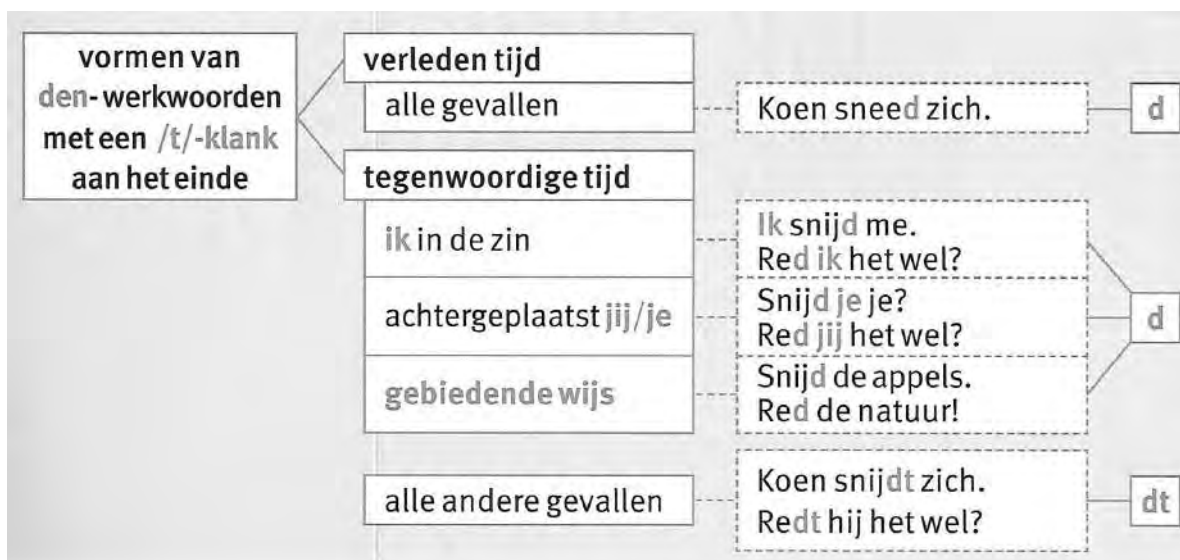 vormen van
den-werkwoorden
met een /t/-klank
aan het einde
verleden tijd
alle gevallen
Koen sneed zich.
d
tegenwoordige tijd
ik in de zin
Ik snijd me.
Red ik het wel?
achtergeplaatst jij/je
Snijd je je?
Red jij het wel?
d
gebiedende wijs
Snijd de appels.
Red de natuur!
alle andere gevallen
Koen snijdt zich.
Redt hij het wel?
dt